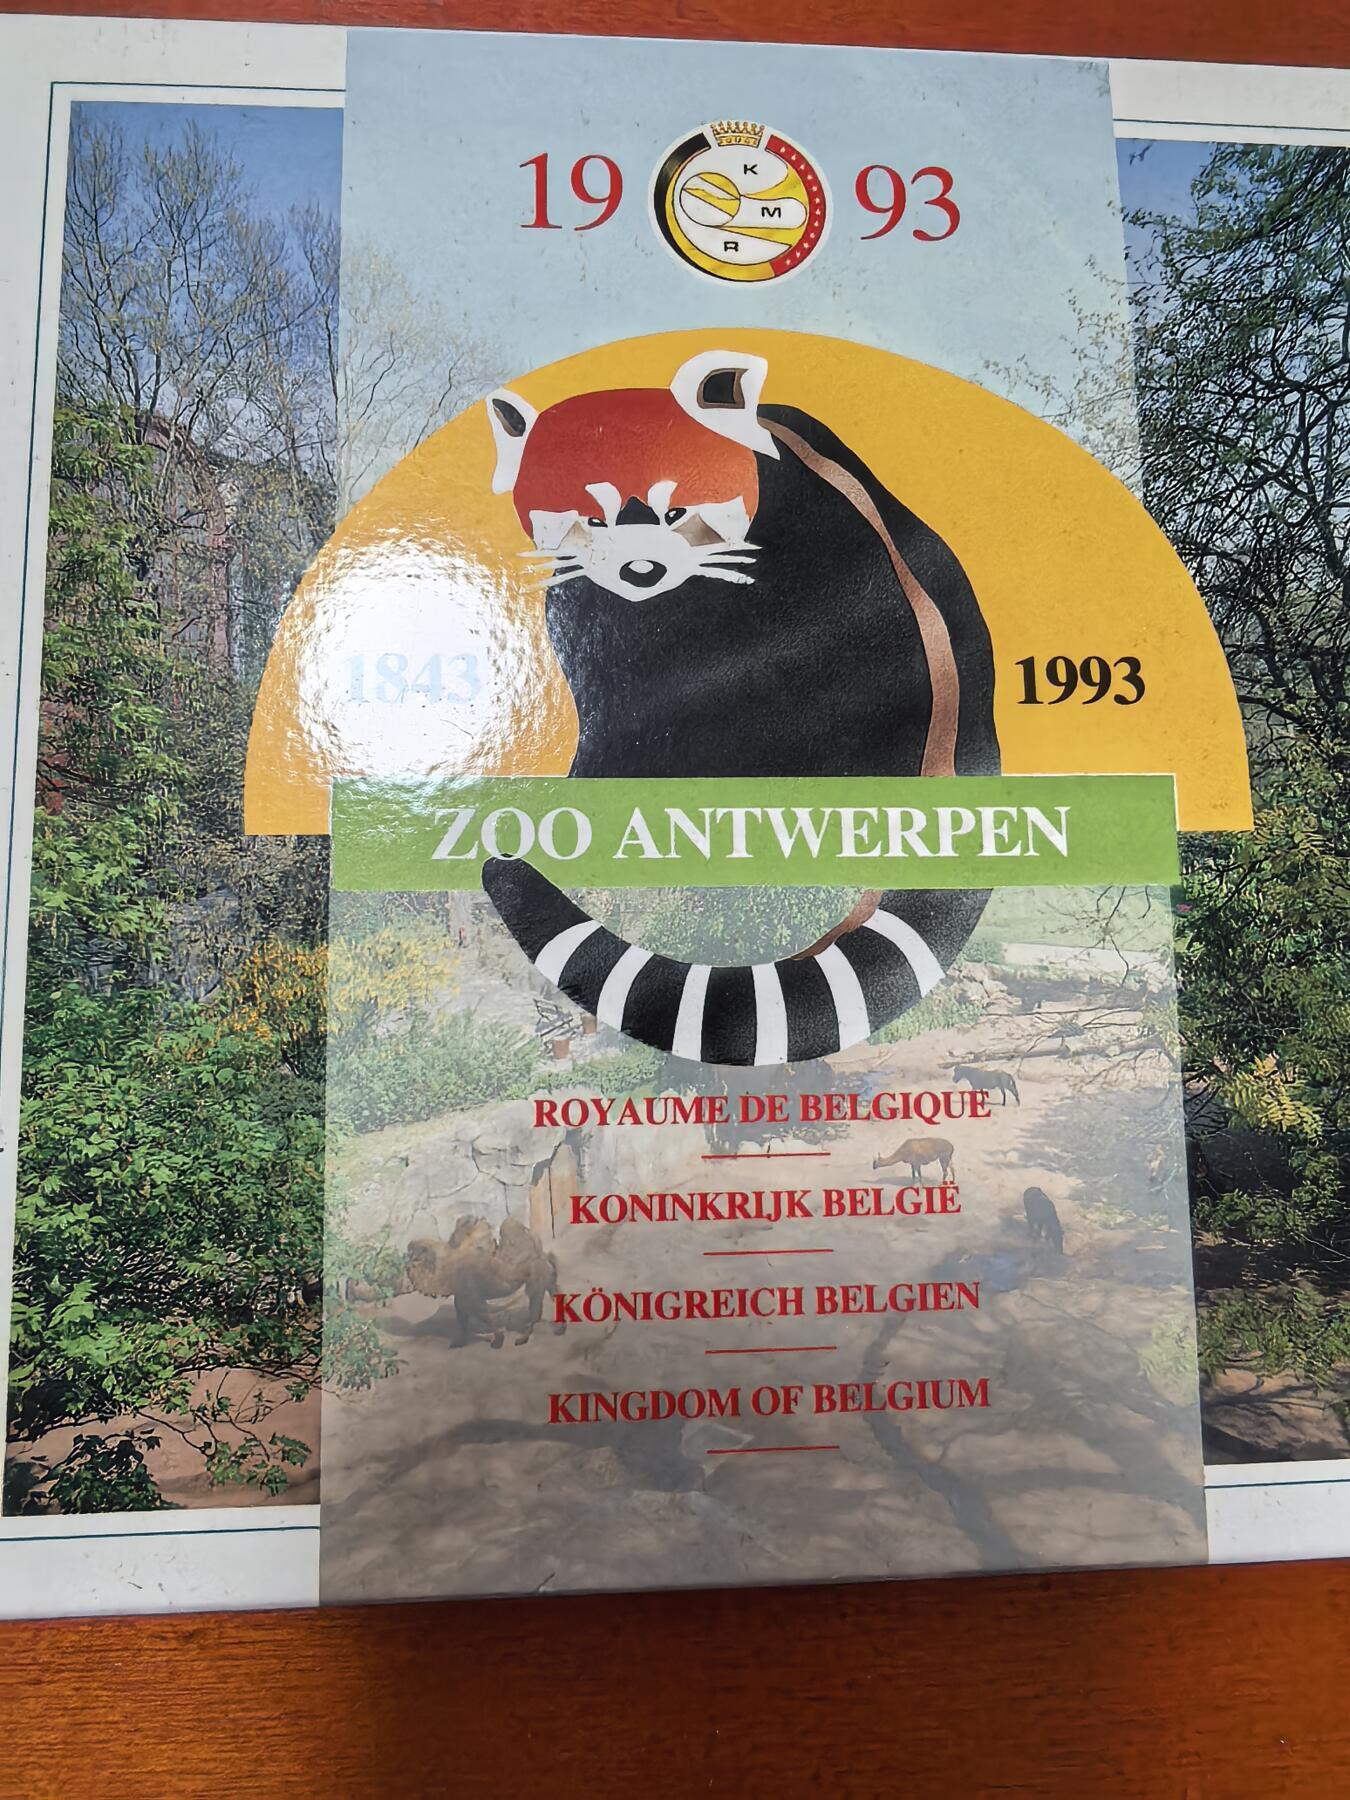 19 93
K
M
R
1843 1993
ZOO ANTWERPEN
ROYAUME DE BELGIQUE
KONINKRIJK BELGIË
KÖNIGREICH BELGIEN
KINGDOM OF BELGIUM